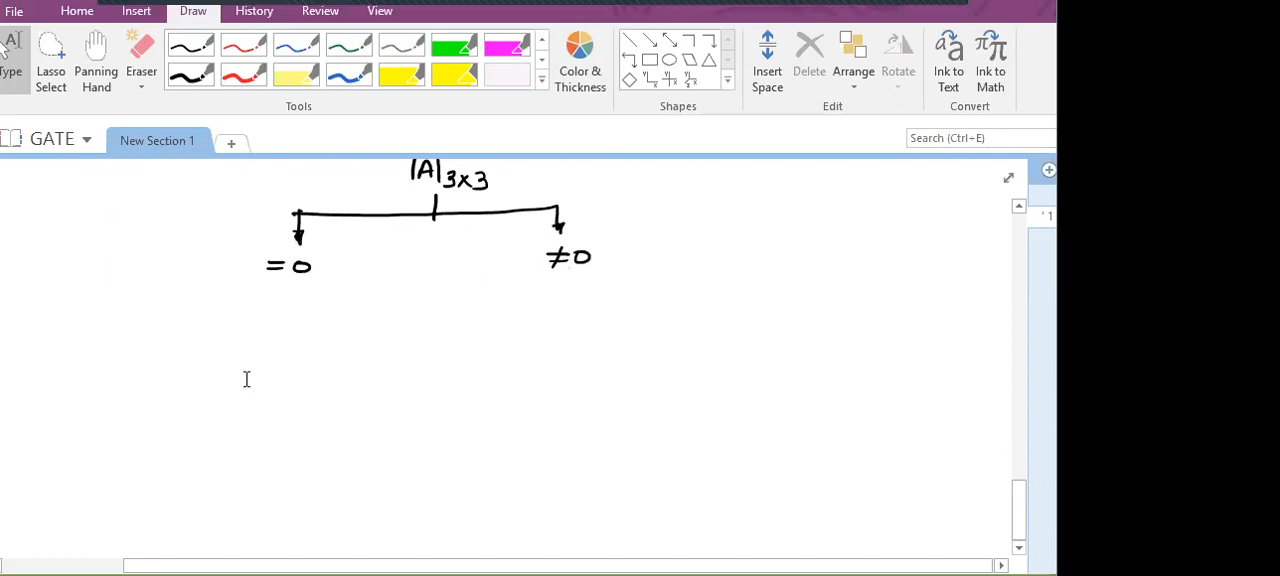 File Home Insert Draw History Review View
Type Lasso Select Panning Hand Eraser Color & Thickness Insert Space Delete Arrange Rotate Ink to Text Ink to Math
Tools Shapes Edit Convert
GATE New Section 1 + Search (Ctrl+E)
|A|3×3
= 0 ≠0